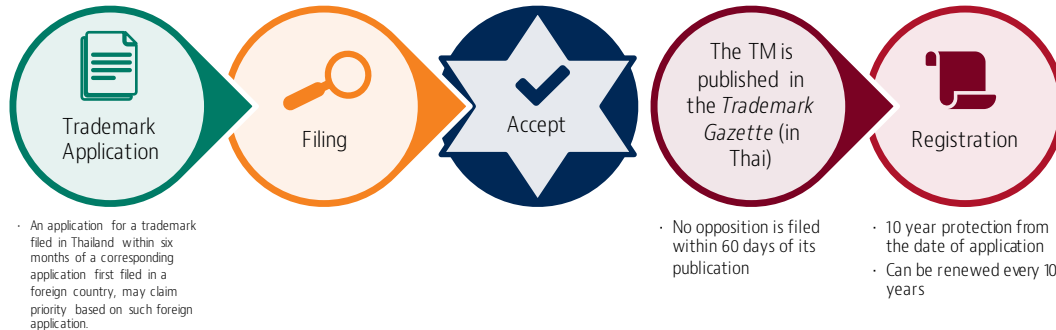 Trademark
Application
Filing
Accept
The TM is
published in
the Trademark
Gazette (in
Thai)
Registration
· An application for a trademark
filed in Thailand within six
months of a corresponding
application first filed in a
foreign country, may claim
priority based on such foreign
application.
· No opposition is filed
within 60 days of its
publication
· 10 year protection from
the date of application
· Can be renewed every 10
years